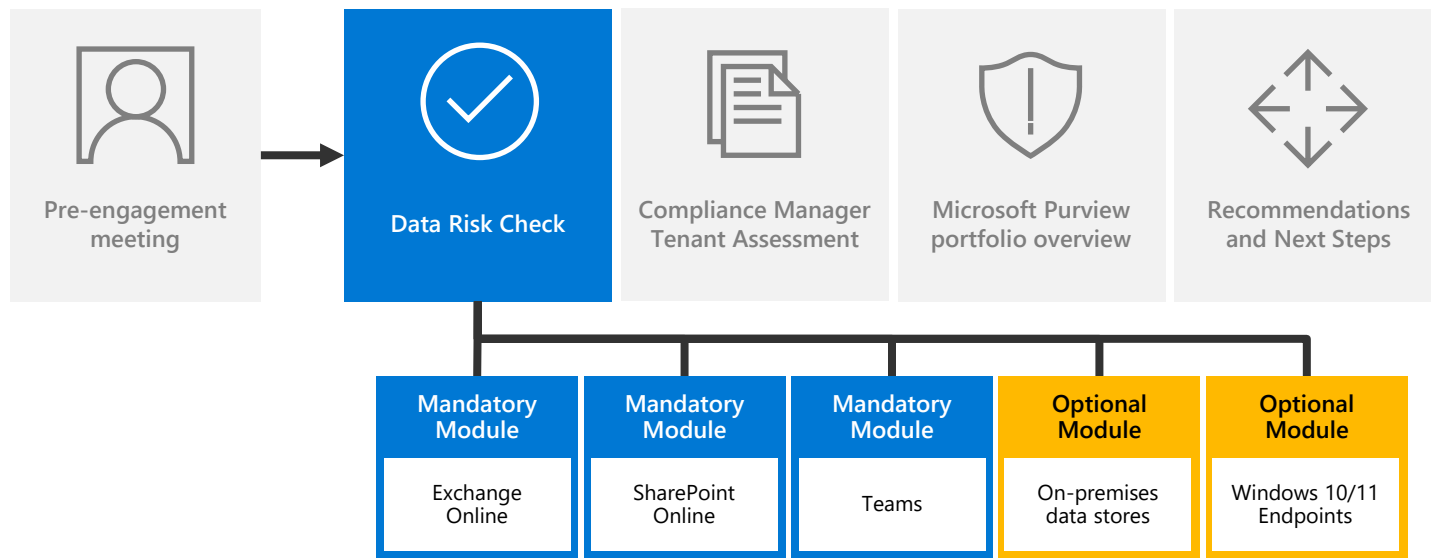 Pre-engagement
meeting
Data Risk Check
Compliance Manager
Tenant Assessment
Microsoft Purview
portfolio overview
Recommendations
and Next Steps
Mandatory
Module
Exchange
Online
Mandatory
Module
SharePoint
Online
Mandatory
Module
Teams
Optional
Module
On-premises
data stores
Optional
Module
Windows 10/11
Endpoints